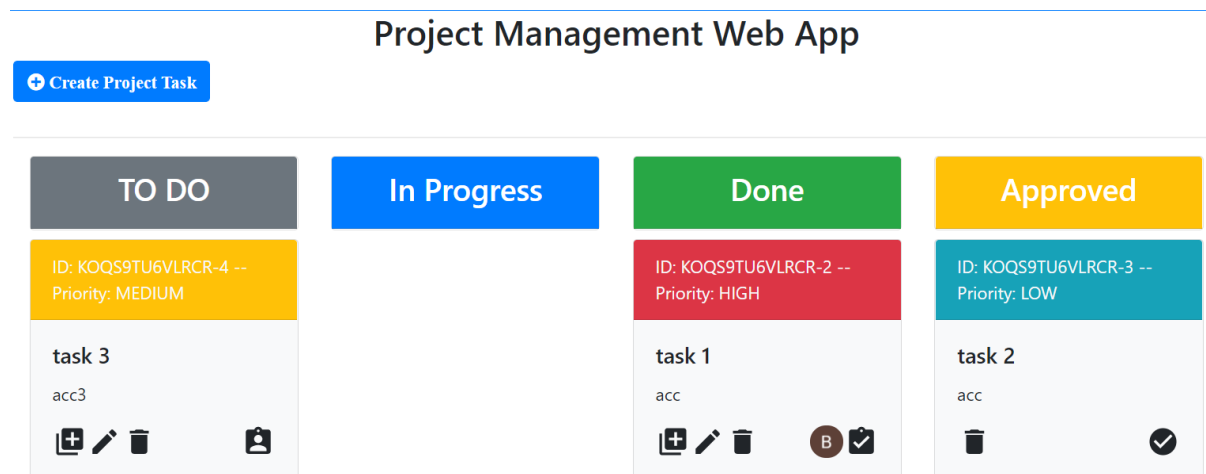 Project Management Web App
Create Project Task
TO DO
In Progress
Done
Approved
ID: KOQS9TU6VLRCR-4 --
Priority: MEDIUM
task 3
acc3
ID: KOQS9TU6VLRCR-2 --
Priority: HIGH
task 1
acc
B
ID: KOQS9TU6VLRCR-3 --
Priority: LOW
task 2
acc